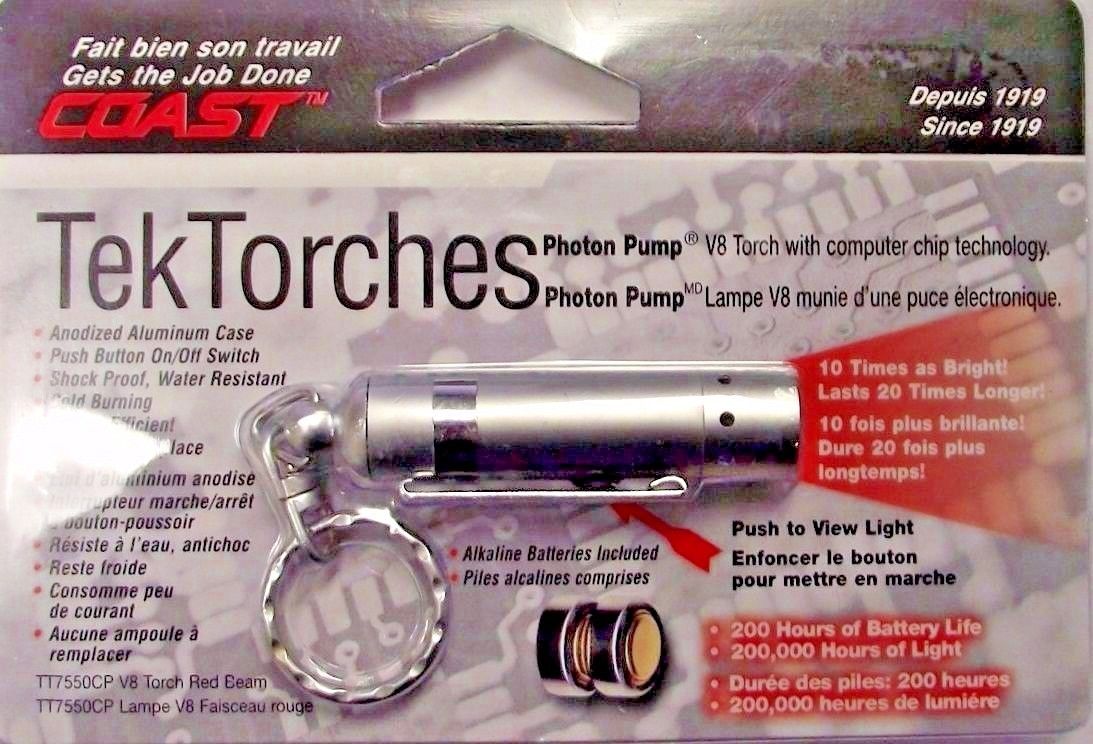 Fait bien son travail
Gets the Job Done
COAST™
Depuis 1919
Since 1919
TekTorches
Photon Pump® V8 Torch with computer chip technology.
Photon PumpMD Lampe V8 munie d'une puce électronique.
• Anodized Aluminum Case
• Push Button On/Off Switch
• Shock Proof, Water Resistant
Burning
Efficient
10 Times as Bright!
Lasts 20 Times Longer!
10 fois plus brillante!
Dure 20 fois plus
longtemps!
d'aluminium anodisé
marche/arrêt
bouton-poussoir
• Résiste à l'eau, antichoc
• Reste froide
• Consomme peu
de courant
• Aucune ampoule à
remplacer
• Alkaline Batteries Included
• Piles alcalines comprises
Push to View Light
Enfoncer le bouton
pour mettre en marche
• 200 Hours of Battery Life
• 200,000 Hours of Light
• Durée des piles: 200 heures
• 200,000 heures de lumiére
TT7550CP V8 Torch Red Beam
TT7550CP Lampe V8 Faisceau rouge